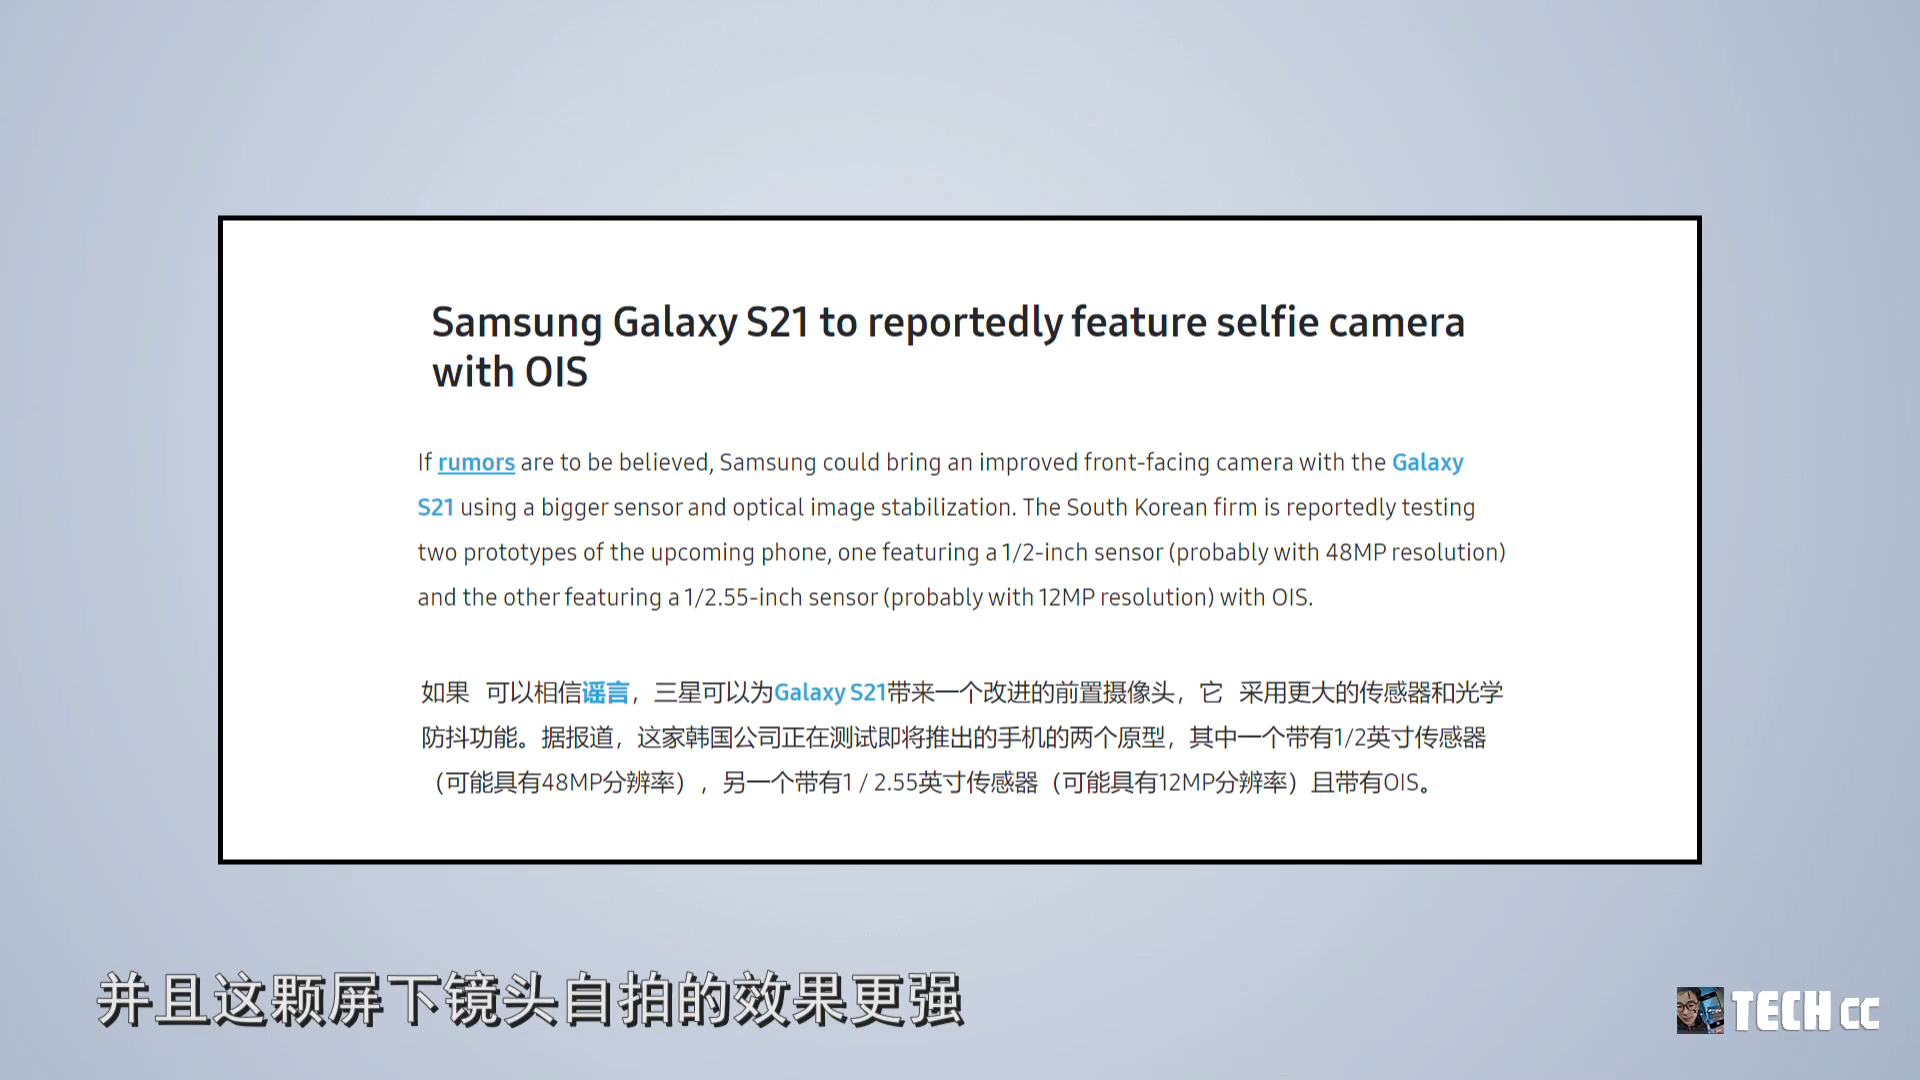 Samsung Galaxy S21 to reportedly feature selfie camera
with OIS
If rumors are to be believed, Samsung could bring an improved front-facing camera with the Galaxy
S21 using a bigger sensor and optical image stabilization. The South Korean firm is reportedly testing
two prototypes of the upcoming phone, one featuring a 1/2-inch sensor (probably with 48MP resolution)
and the other featuring a 1/2.55-inch sensor (probably with 12MP resolution) with OIS.
如果 可以相信谣言，三星可以为Galaxy S21带来一个改进的前置摄像头，它 采用更大的传感器和光学
防抖功能。据报道，这家韩国公司正在测试即将推出的手机的两个原型，其中一个带有1/2英寸传感器
（可能具有48MP分辨率），另一个带有1 / 2.55英寸传感器（可能具有12MP分辨率）且带有OIS。
并且这颗屏下镜头自拍的效果更强
TECH cc